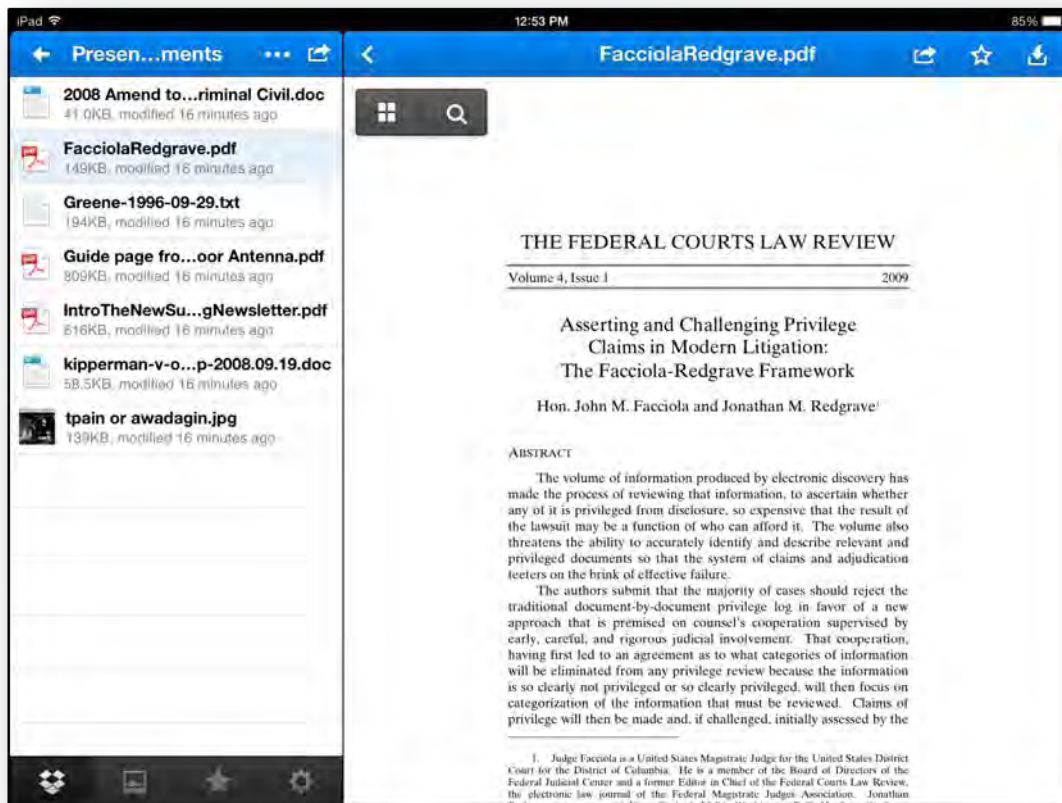 iPad
12:53 PM
85%
Presen...ments
FacciolaRedgrave.pdf
2008 Amend to...riminal Civil.doc
41.0KB, modified 16 minutes ago
FacciolaRedgrave.pdf
149KB, modified 16 minutes ago
Greene-1996-09-29.txt
194KB, modified 16 minutes ago
Guide page fro...oor Antenna.pdf
809KB, modified 16 minutes ago
IntroTheNewSu...gNewsletter.pdf
616KB, modified 16 minutes ago
kipperman-v-o...p-2008.09.19.doc
58.5KB, modified 16 minutes ago
tpain or awadagin.jpg
139KB, modified 16 minutes ago
THE FEDERAL COURTS LAW REVIEW
Volume 4, Issue 1 2009
Asserting and Challenging Privilege
Claims in Modern Litigation:
The Facciola-Redgrave Framework
Hon. John M. Facciola and Jonathan M. Redgrave¹
ABSTRACT
The volume of information produced by electronic discovery has
made the process of reviewing that information, to ascertain whether
any of it is privileged from disclosure, so expensive that the result of
the lawsuit may be a function of who can afford it. The volume also
threatens the ability to accurately identify and describe relevant and
privileged documents so that the system of claims and adjudication
teeters on the brink of effective failure.
The authors submit that the majority of cases should reject the
traditional document-by-document privilege log in favor of a new
approach that is premised on counsel's cooperation supervised by
early, careful, and rigorous judicial involvement. That cooperation,
having first led to an agreement as to what categories of information
will be eliminated from any privilege review because the information
is so clearly not privileged or so clearly privileged, will then focus on
categorization of the information that must be reviewed. Claims of
privilege will then be made and, if challenged, initially assessed by the
1. Judge Facciola is a United States Magistrate Judge for the United States District
Court for the District of Columbia. He is a member of the Board of Directors of the
Federal Judicial Center and a former Editor in Chief of the Federal Courts Law Review,
the electronic law journal of the Federal Magistrate Judges Association. Jonathan